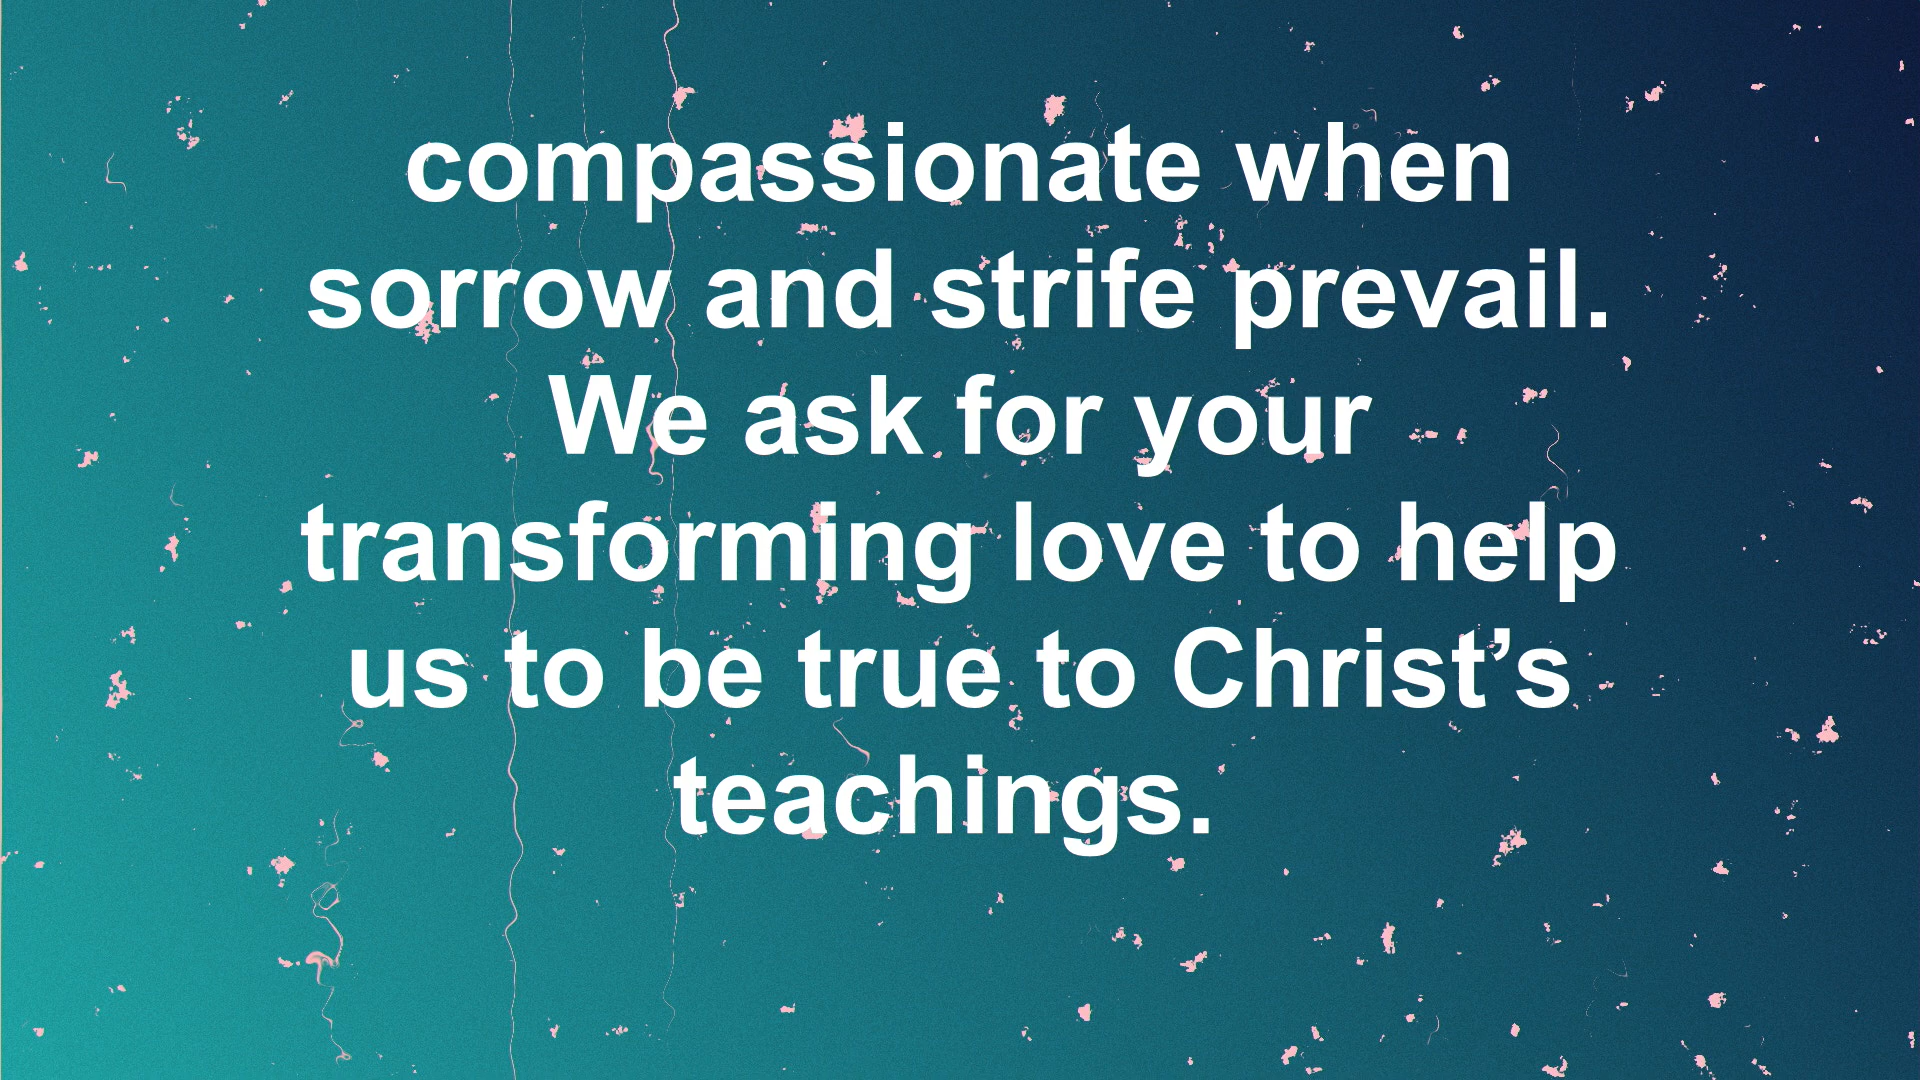 compassionate when
sorrow and strife prevail.
We ask for your
transforming love to help
us to be true to Christ’s
teachings.